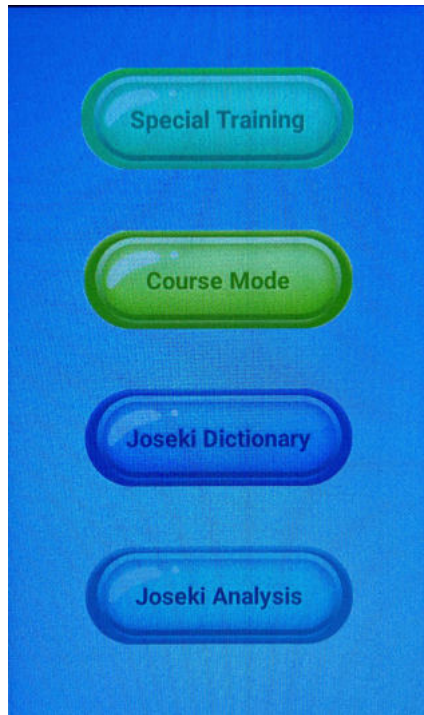 Special Training
Course Mode
Joseki Dictionary
Joseki Analysis